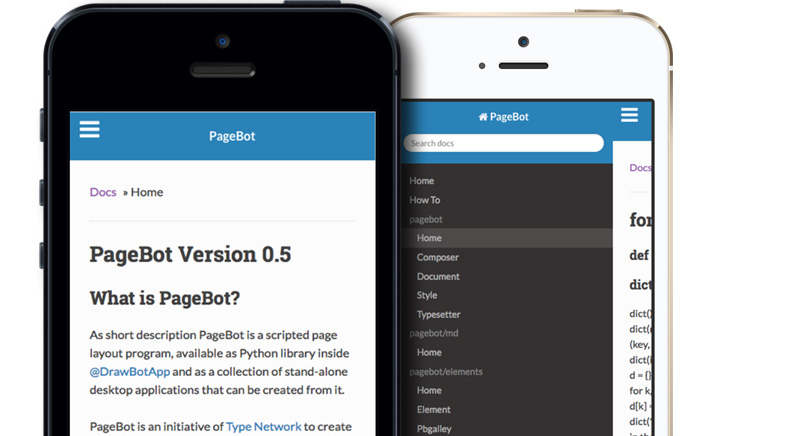 PageBot
Docs » Home
PageBot Version 0.5
What is PageBot?
As short description PageBot is a scripted page
layout program, available as Python library inside
@DrawBotApp and as a collection of stand-alone
desktop applications that can be created from it.
PageBot is an initiative of Type Network to create
PageBot
Search docs
Home
How To
pagebot
Home
Composer
Document
Style
Typesetter
pagebot/md
Home
pagebot/elements
Home
Element
Pbgalley
Docs
for
def
dict
dict()
(key,
d = {}
for k,